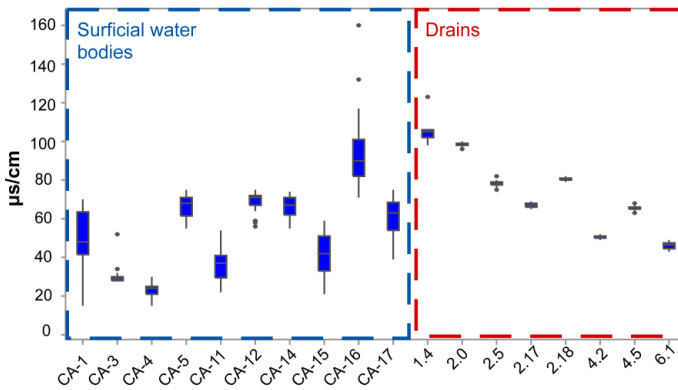 160
140
120
100
80
60
40
20
0
µs/cm
Surficial water
bodies
Drains
CA-1
CA-3
CA-4
CA-5
CA-11
CA-12
CA-14
CA-15
CA-16
CA-17
1.4
2.0
2.5
2.17
2.18
4.2
4.5
6.1